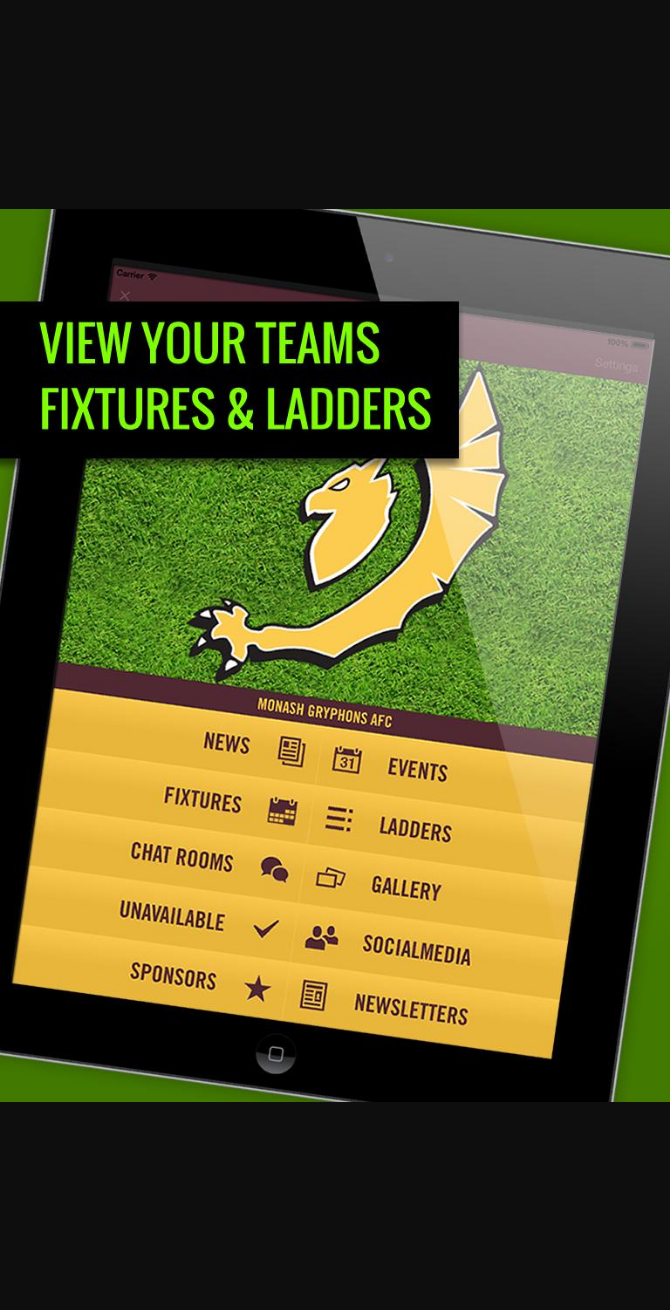 Carrier
100%
Settings
VIEW YOUR TEAMS
FIXTURES & LADDERS
MONASH GRYPHONS AFC
NEWS
31
EVENTS
FIXTURES
LADDERS
CHAT ROOMS
GALLERY
UNAVAILABLE
SOCIALMEDIA
SPONSORS
NEWSLETTERS